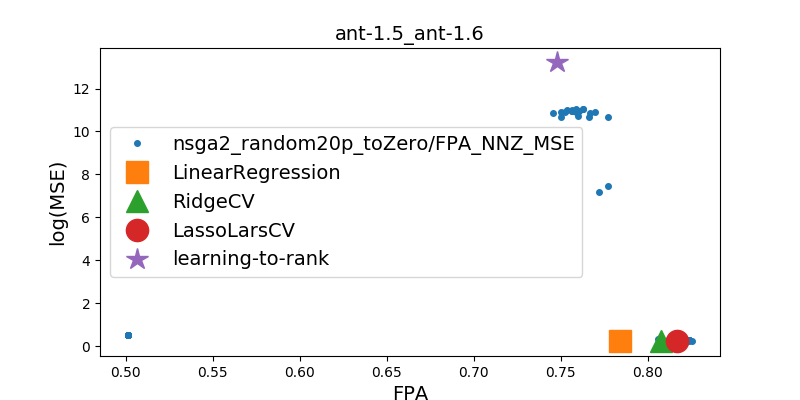 ant-1.5_ant-1.6
log(MSE)
12
10
8
6
4
2
0
nsga2_random20p_toZero/FPA_NNZ_MSE
LinearRegression
RidgeCV
LassoLarsCV
learning-to-rank
0.50 0.55 0.60 0.65 0.70 0.75 0.80
FPA